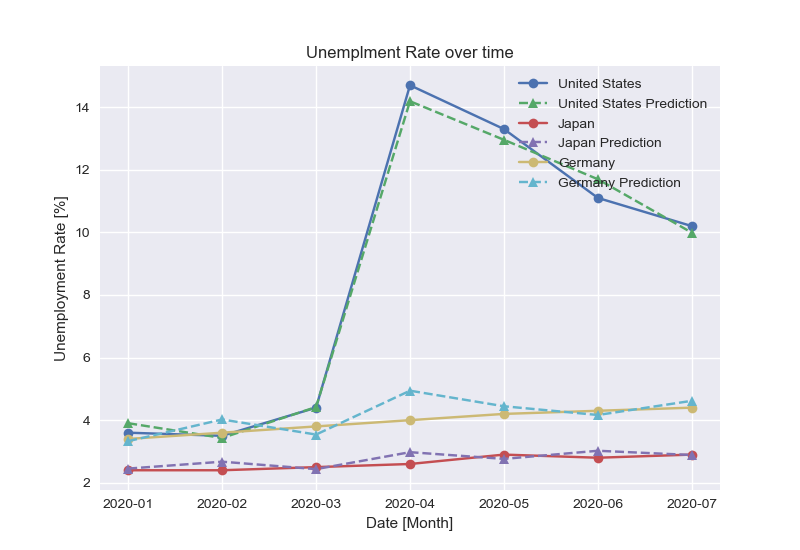 Unemplment Rate over time
United States
United States Prediction
Japan
Japan Prediction
Germany
Germany Prediction
Unemployment Rate [%]
14
12
10
8
6
4
2
2020-01 2020-02 2020-03 2020-04 2020-05 2020-06 2020-07
Date [Month]